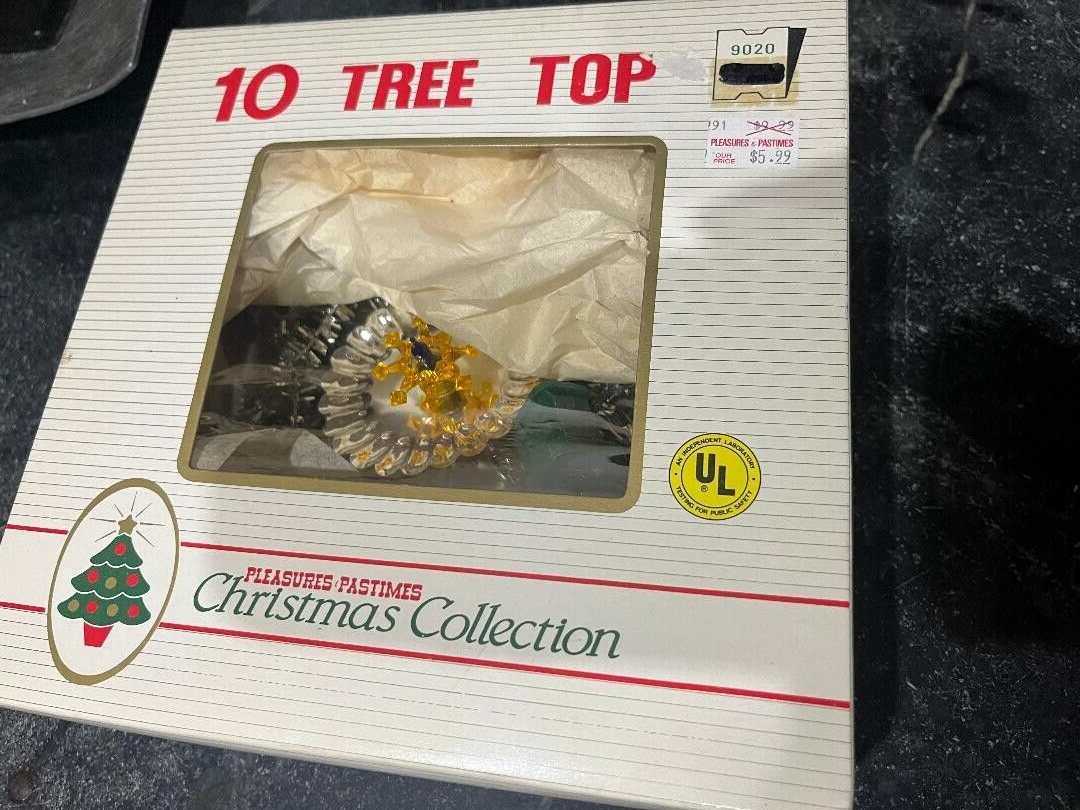 10 TREE TOP
9020
91 $9.99
PLEASURES & PASTIMES
OUR PRICE $5.99
AN INDEPENDENT LABORATORY
UL ®
TESTING FOR PUBLIC SAFETY
PLEASURES & PASTIMES
Christmas Collection